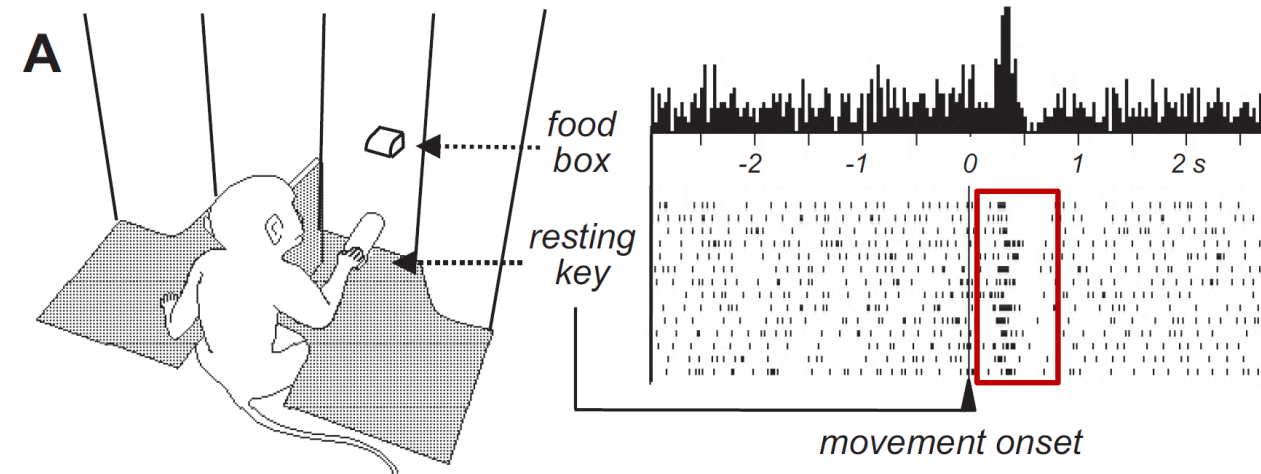 A
food
box
resting
key
-2 -1 0 1 2 s
movement onset